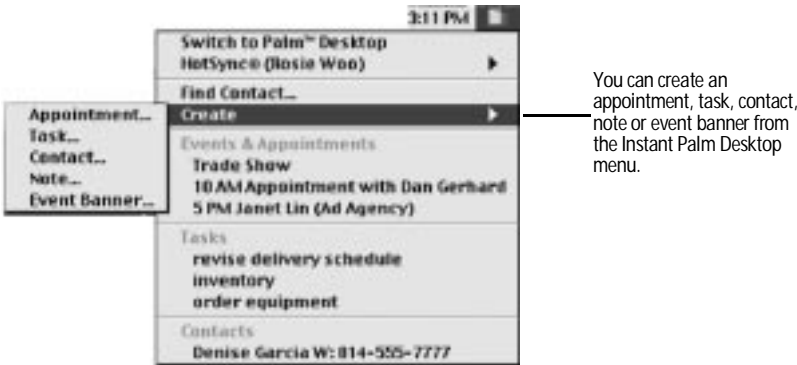 3:11 PM
Switch to Palm™ Desktop
HotSync® (Rosie Woo)
Find Contact...
Create
Appointment...
Task...
Contact...
Note...
Event Banner...
Events & Appointments
Trade Show
10 AM Appointment with Dan Gerhard
5 PM Janet Lin (Ad Agency)
Tasks
revise delivery schedule
inventory
order equipment
Contacts
Denise Garcia W: 814-555-7777
You can create an
appointment, task, contact,
note or event banner from
the Instant Palm Desktop
menu.